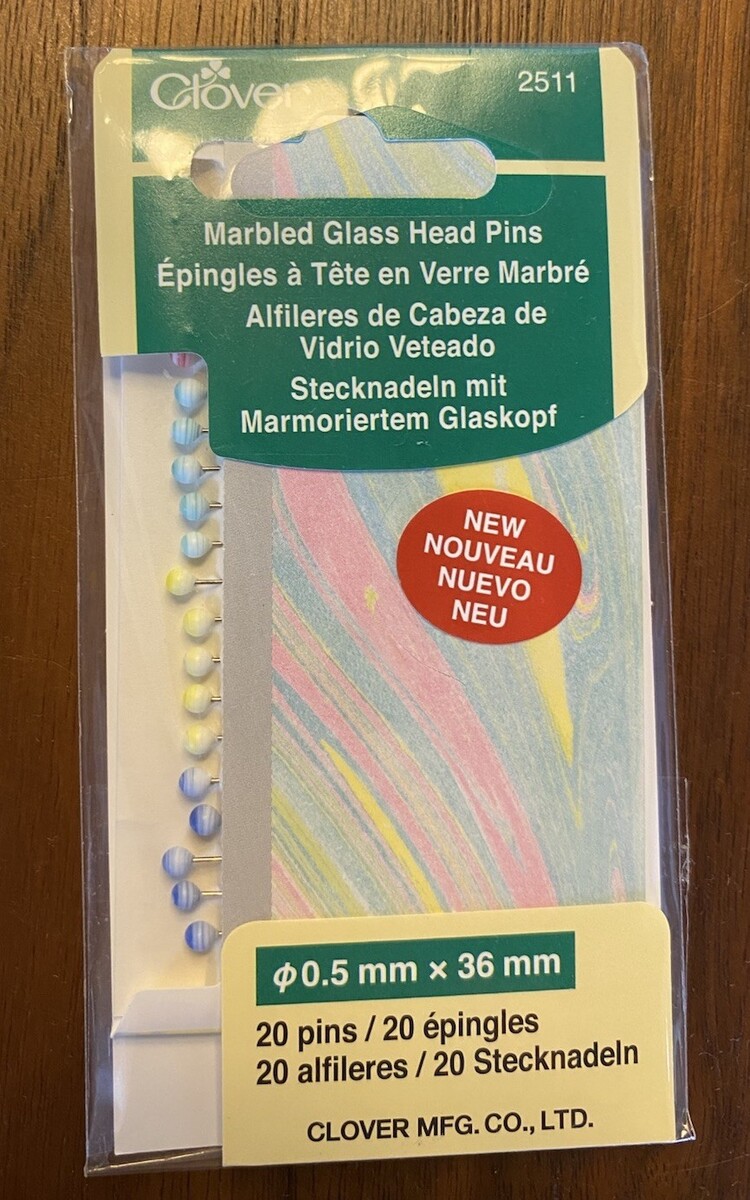 Clover
2511
Marbled Glass Head Pins
Épingles à Tête en Verre Marbré
Alfileres de Cabeza de
Vidrio Veteado
Stecknadeln mit
Marmoriertem Glaskopf
NEW
NOUVEAU
NUEVO
NEU
ϕ0.5 mm × 36 mm
20 pins / 20 épingles
20 alfileres / 20 Stecknadeln
CLOVER MFG. CO., LTD.